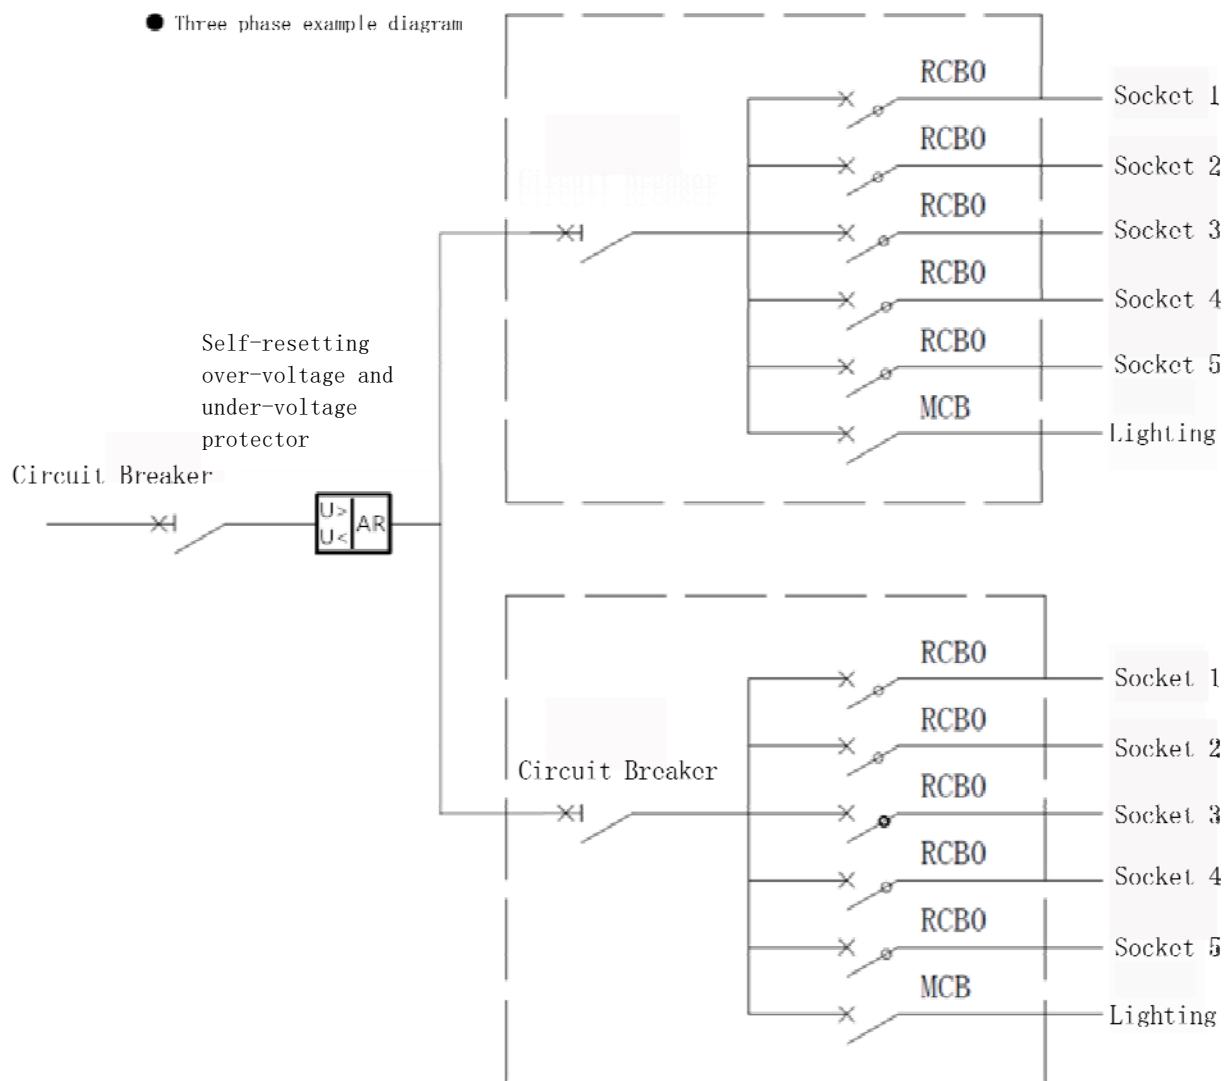 ● Three phase example diagram
RCBO
Socket 1
RCBO
Socket 2
Circuit Breaker
RCBO
Socket 3
RCBO
Socket 4
RCBO
Socket 5
MCB
Lighting
Self-resetting
over-voltage and
under-voltage
protector
Circuit Breaker
U>
U<
AR
RCBO
Socket 1
RCBO
Socket 2
Circuit Breaker
RCBO
Socket 3
RCBO
Socket 4
RCBO
Socket 5
MCB
Lighting